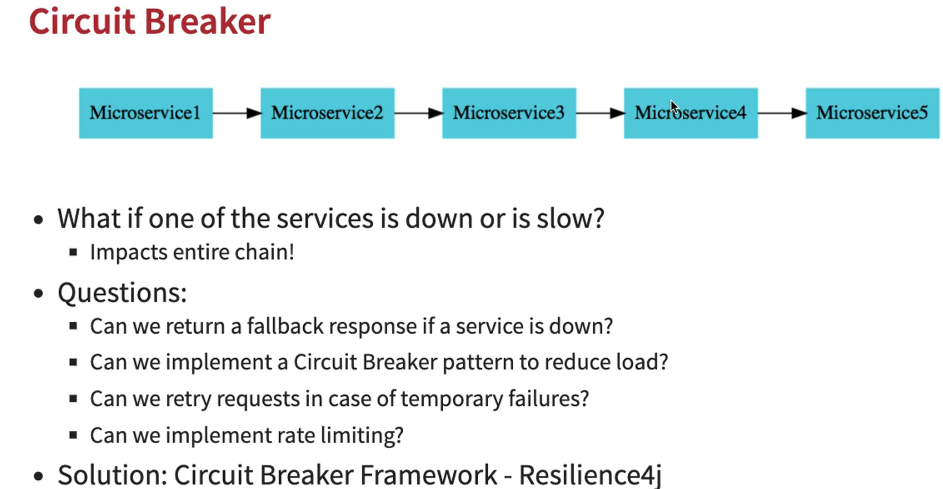 Circuit Breaker
Microservice1 Microservice2 Microservice3 Microservice4 Microservice5
• What if one of the services is down or is slow?
▪ Impacts entire chain!
• Questions:
▪ Can we return a fallback response if a service is down?
▪ Can we implement a Circuit Breaker pattern to reduce load?
▪ Can we retry requests in case of temporary failures?
▪ Can we implement rate limiting?
• Solution: Circuit Breaker Framework - Resilience4j